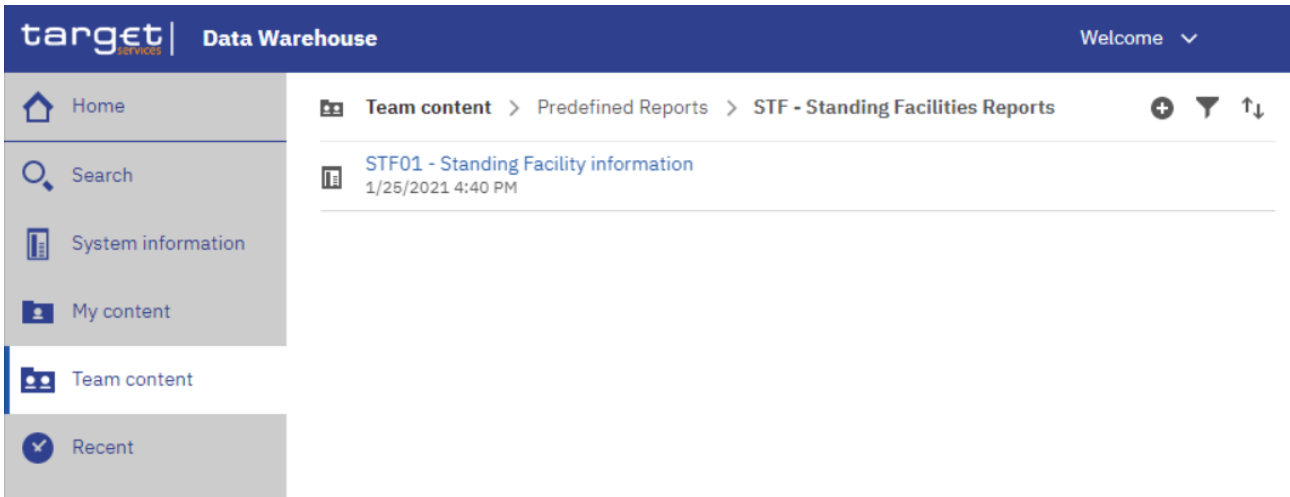 target services | Data Warehouse Welcome
Home
Team content > Predefined Reports > STF - Standing Facilities Reports
Search
STF01 - Standing Facility information
1/25/2021 4:40 PM
System information
My content
Team content
Recent